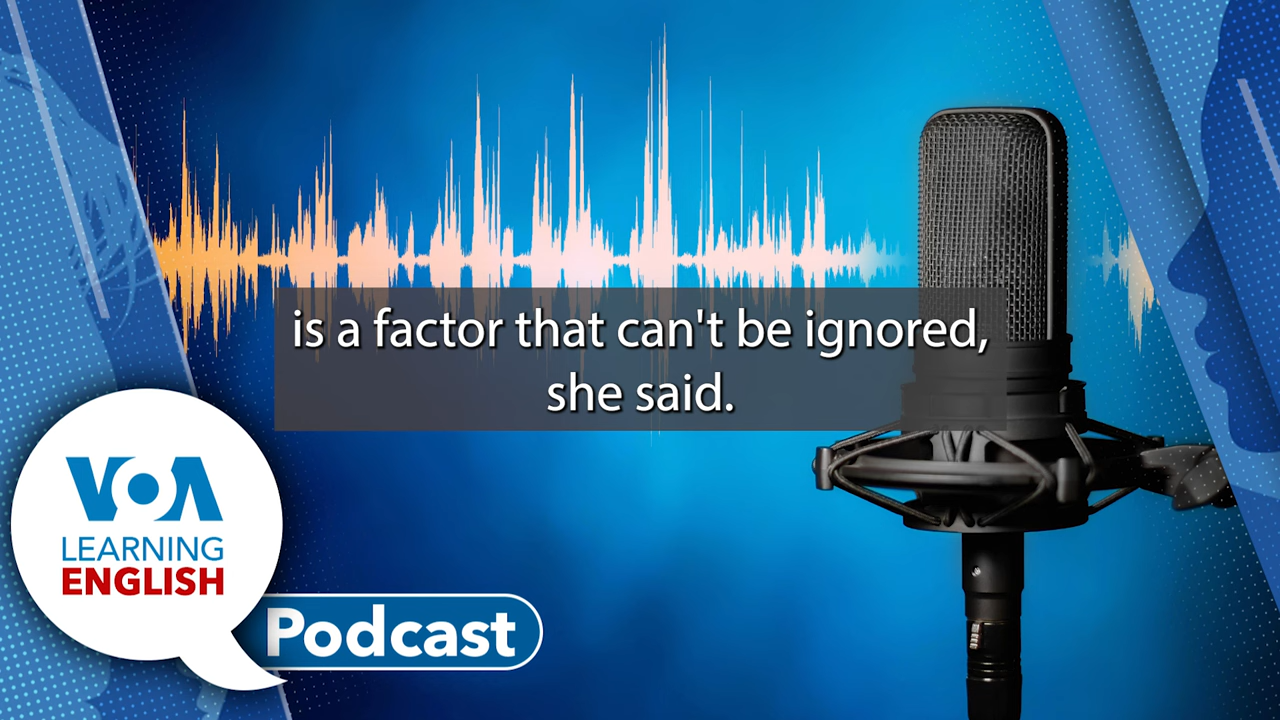 is a factor that can't be ignored,
she said.
VOA
LEARNING
ENGLISH
Podcast